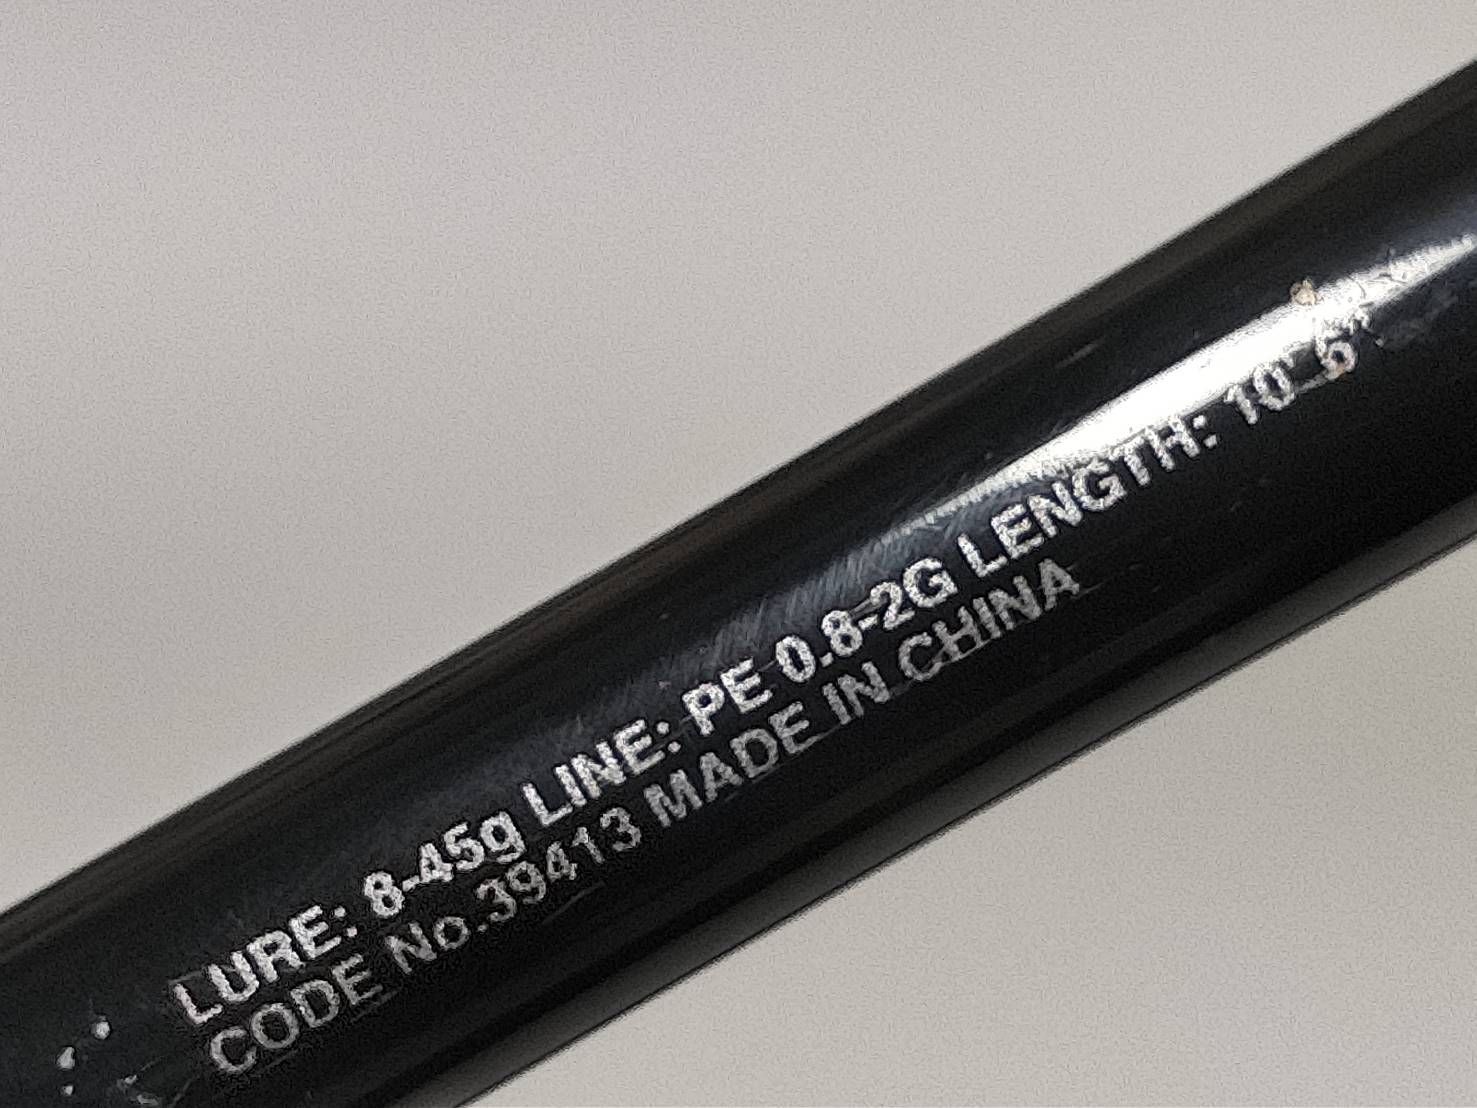 LURE: 8-45g LINE: PE 0.8-2G LENGTH: 10' 6"
CODE No.39413 MADE IN CHINA